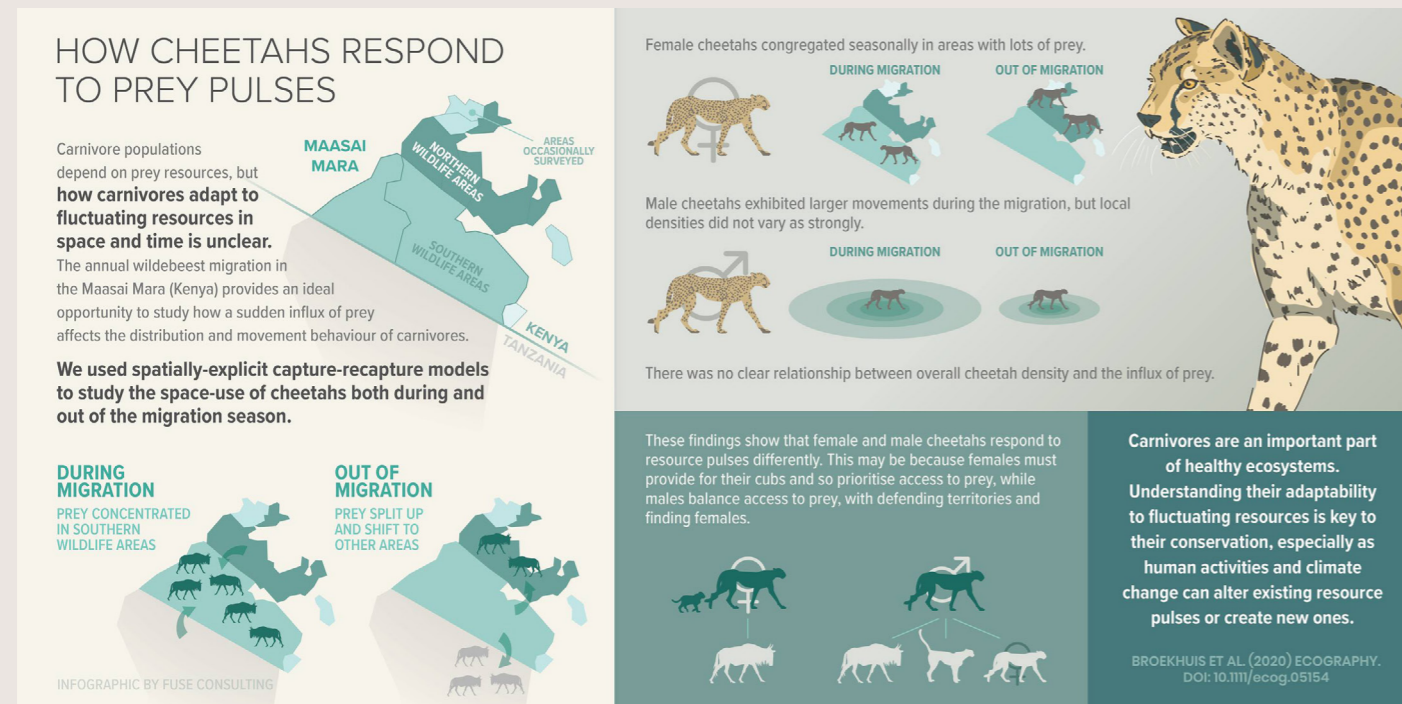 HOW CHEETAHS RESPOND
TO PREY PULSES
Carnivore populations
depend on prey resources, but
how carnivores adapt to
fluctuating resources in
space and time is unclear.
The annual wildebeest migration in
the Maasai Mara (Kenya) provides an ideal
opportunity to study how a sudden influx of prey
affects the distribution and movement behaviour of carnivores.
We used spatially-explicit capture-recapture models
to study the space-use of cheetahs both during and
out of the migration season.
MAASAI
MARA
NORTHERN
WILDLIFE AREAS
AREAS
OCCASIONALLY
SURVEYED
SOUTHERN
WILDLIFE AREAS
KENYA
TANZANIA
DURING
MIGRATION
PREY CONCENTRATED
IN SOUTHERN
WILDLIFE AREAS
OUT OF
MIGRATION
PREY SPLIT UP
AND SHIFT TO
OTHER AREAS
INFOGRAPHIC BY FUSE CONSULTING
Female cheetahs congregated seasonally in areas with lots of prey.
DURING MIGRATION
OUT OF MIGRATION
Male cheetahs exhibited larger movements during the migration, but local
densities did not vary as strongly.
DURING MIGRATION
OUT OF MIGRATION
There was no clear relationship between overall cheetah density and the influx of prey.
These findings show that female and male cheetahs respond to
resource pulses differently. This may be because females must
provide for their cubs and so prioritise access to prey, while
males balance access to prey, with defending territories and
finding females.
Carnivores are an important part
of healthy ecosystems.
Understanding their adaptability
to fluctuating resources is key to
their conservation, especially as
human activities and climate
change can alter existing resource
pulses or create new ones.
BROEKHUIS ET AL. (2020) ECOGRAPHY.
DOI: 10.1111/ecog.05154